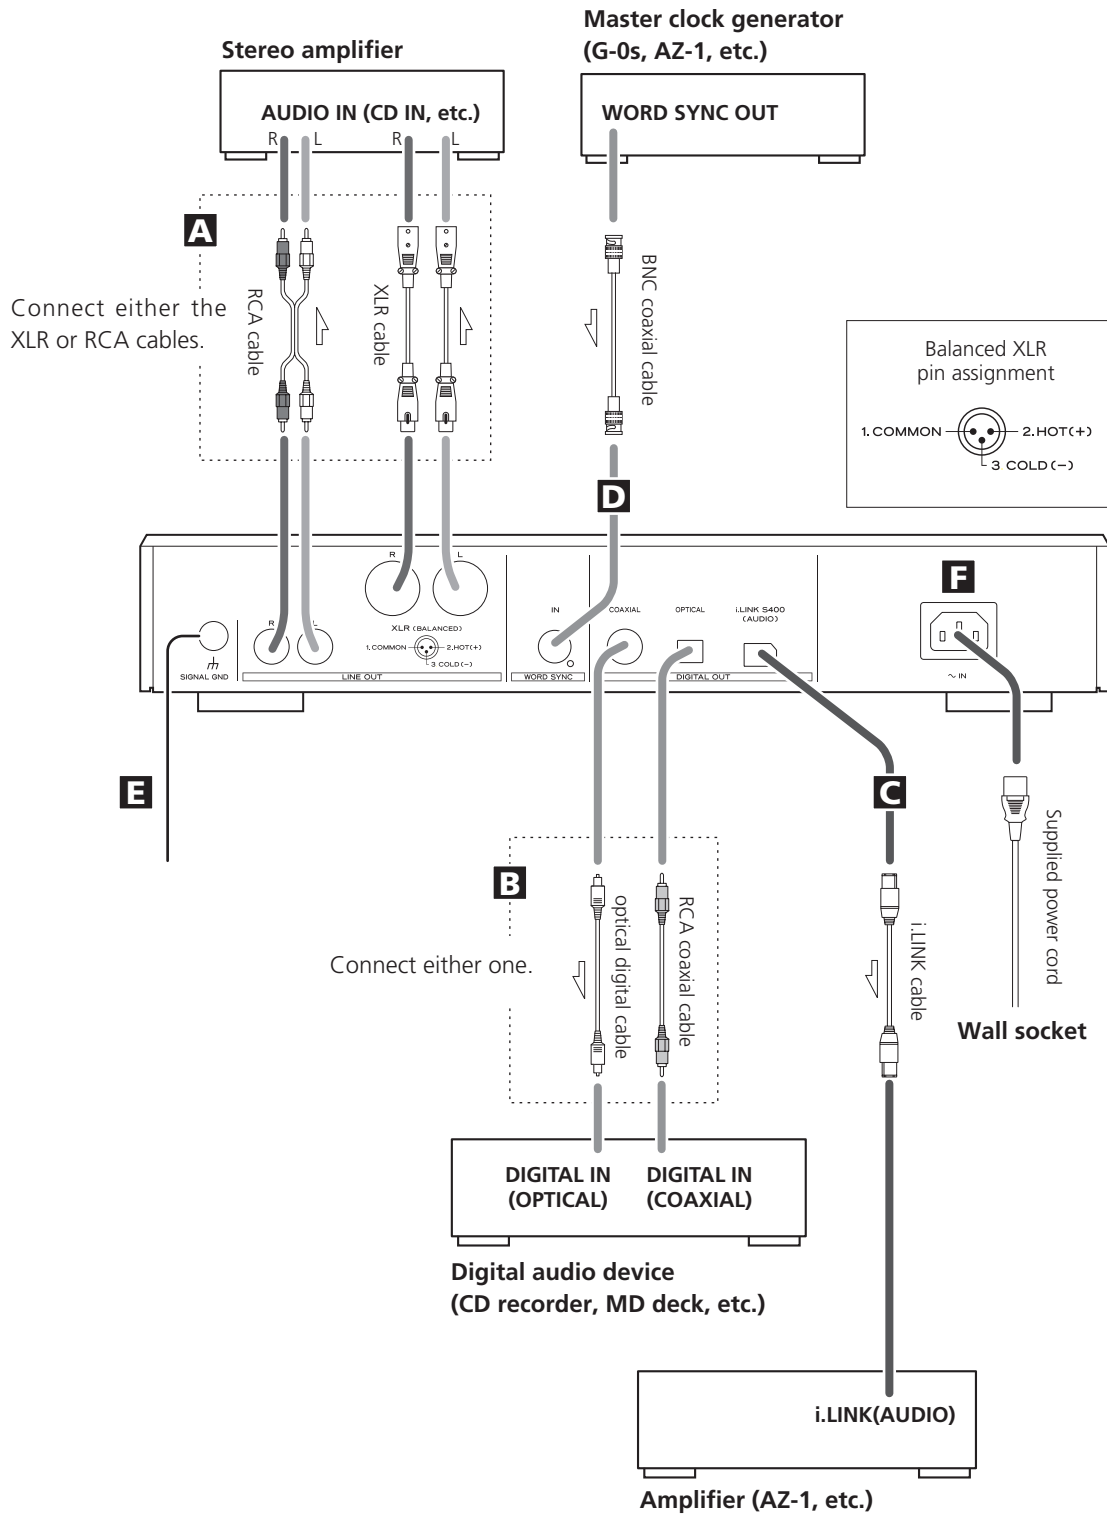 Master clock generator
(G-0s, AZ-1, etc.)
Stereo amplifier
AUDIO IN (CD IN, etc.)
R L R L
WORD SYNC OUT
A
Connect either the
XLR or RCA cables.
RCA cable
XLR cable
BNC coaxial cable
Balanced XLR
pin assignment
1. COMMON
2. HOT(+)
3 COLD(−)
D
F
R L
XLR (BALANCED)
1. COMMON
2. HOT(+)
3 COLD(−)
R L
SIGNAL GND
LINE OUT
IN
WORD SYNC
COAXIAL
OPTICAL
i.LINK S400
(AUDIO)
DIGITAL OUT
∼ IN
E
C
B
Connect either one.
optical digital cable
RCA coaxial cable
i.LINK cable
Supplied power cord
Wall socket
DIGITAL IN
(OPTICAL)
DIGITAL IN
(COAXIAL)
Digital audio device
(CD recorder, MD deck, etc.)
i.LINK(AUDIO)
Amplifier (AZ-1, etc.)